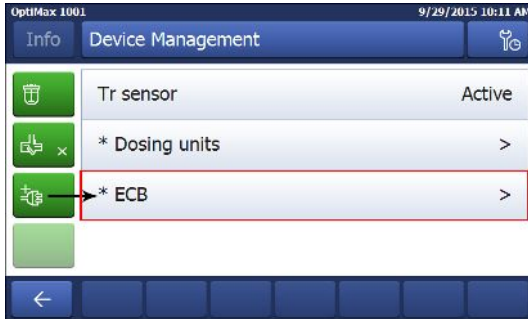 OptiMax 1001 9/29/2015 10:11 AM
Info Device Management
Tr sensor Active
* Dosing units >
* ECB >